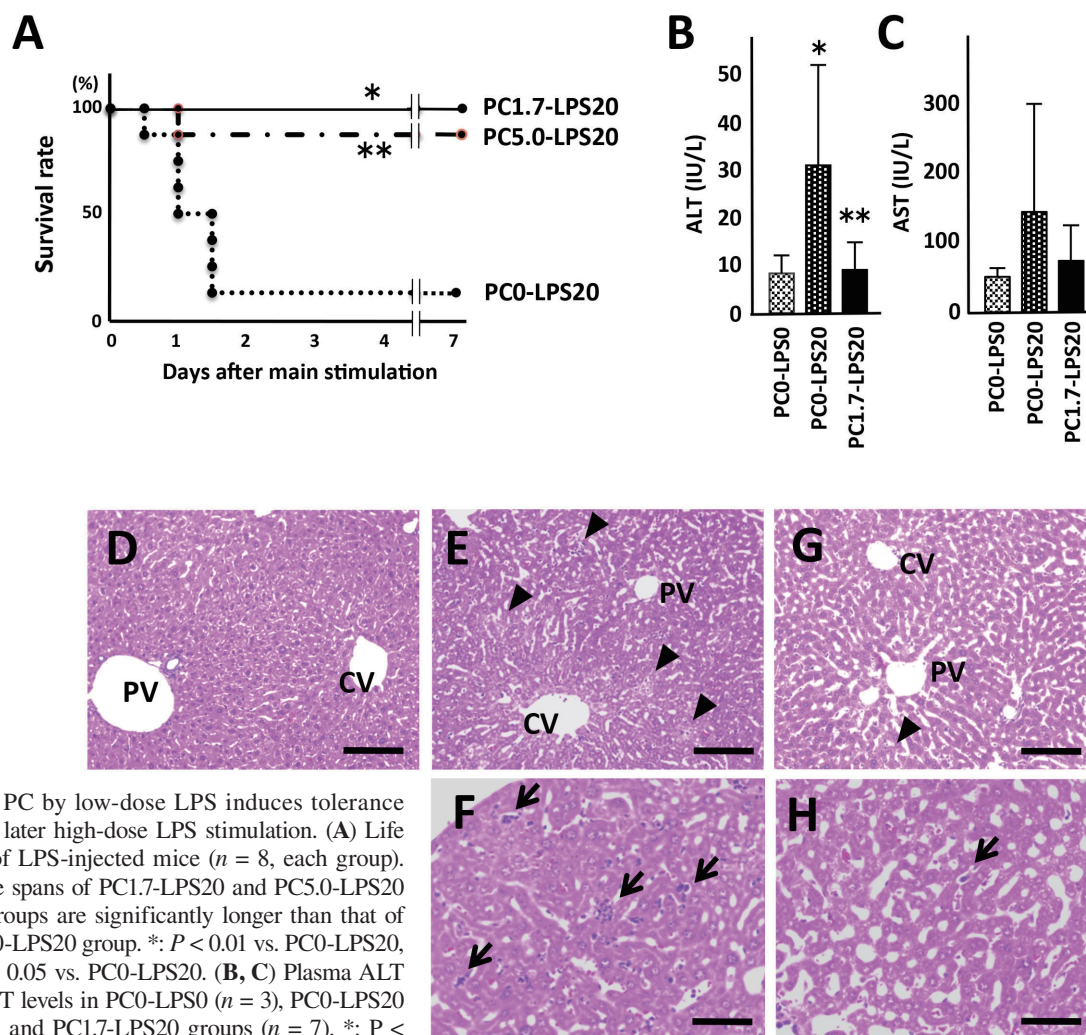 A
(%)
100
50
0
Survival rate
*
**
PC1.7-LPS20
PC5.0-LPS20
PC0-LPS20
0 1 2 3 4 7
Days after main stimulation
B
50
40
30
20
10
0
ALT (IU/L)
*
**
PC0-LPS0
PC0-LPS20
PC1.7-LPS20
C
300
200
100
0
AST (IU/L)
PC0-LPS0
PC0-LPS20
PC1.7-LPS20
D
PV
CV
E
PV
CV
G
CV
PV
F
H
PC by low-dose LPS induces tolerance
later high-dose LPS stimulation. (A) Life
of LPS-injected mice (n = 8, each group).
e spans of PC1.7-LPS20 and PC5.0-LPS20
roups are significantly longer than that of
0-LPS20 group. *: P < 0.01 vs. PC0-LPS20,
0.05 vs. PC0-LPS20. (B, C) Plasma ALT
T levels in PC0-LPS0 (n = 3), PC0-LPS20
and PC1.7-LPS20 groups (n = 7). *: P <